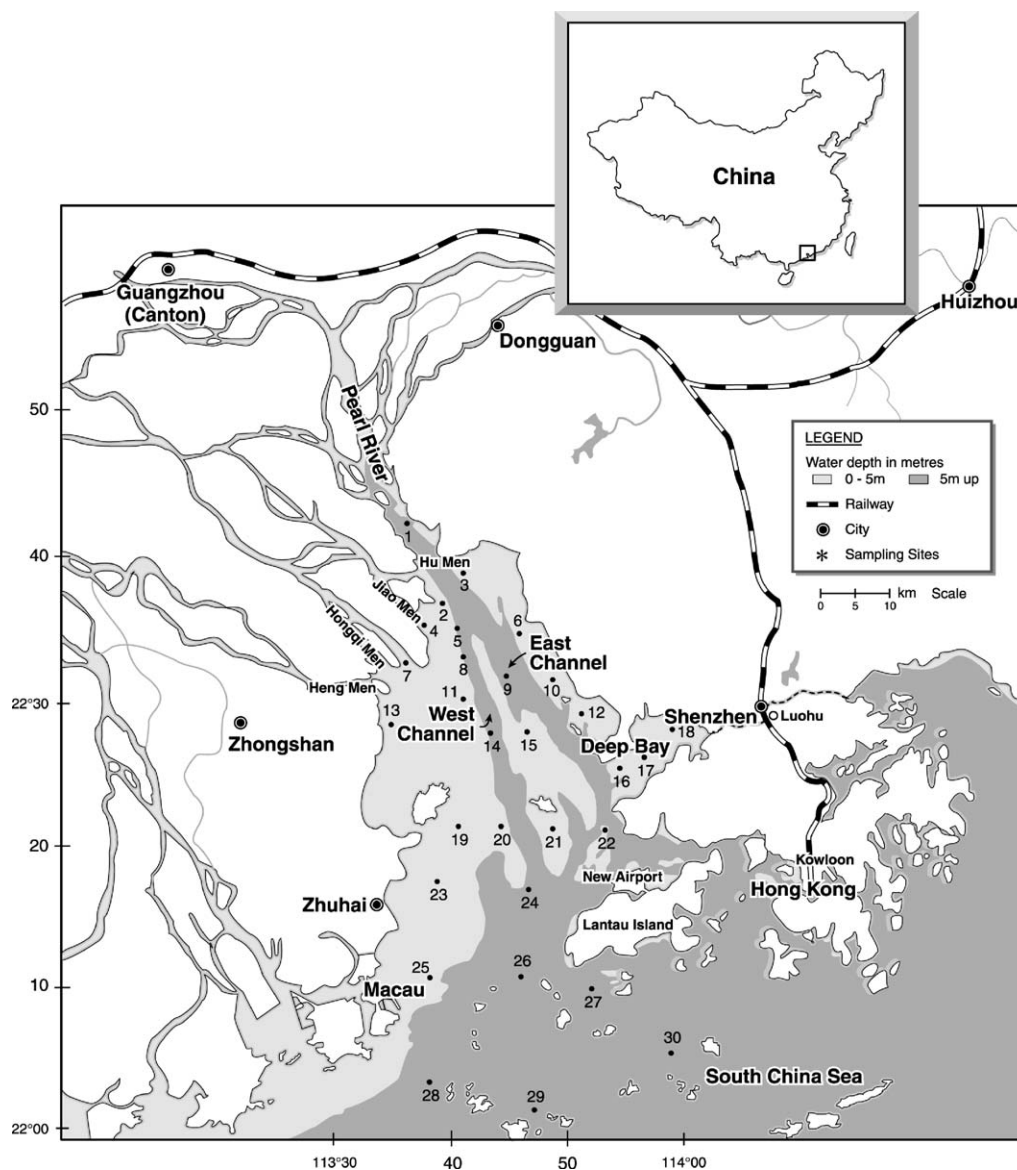 China
Guangzhou
(Canton)
Huizhou
Dongguan
Pearl River
50
LEGEND
Water depth in metres
0 - 5m
5m up
Railway
City
* Sampling Sites
0 5 10 km Scale
1
40
Hu Men
3
Jiao Men
2
4
5
6
Hongqi Men
East
Channel
7
8
9
10
Heng Men
11
12
22°30
13
West
Channel
14
15
Shenzhen
Luohu
18
Zhongshan
Deep Bay
16
17
19
20
21
22
20
New Airport
Kowloon
Hong Kong
Zhuhai
23
24
Lantau Island
25
26
Macau
10
27
30
28
29
South China Sea
22°00
113°30
40
50
114°00